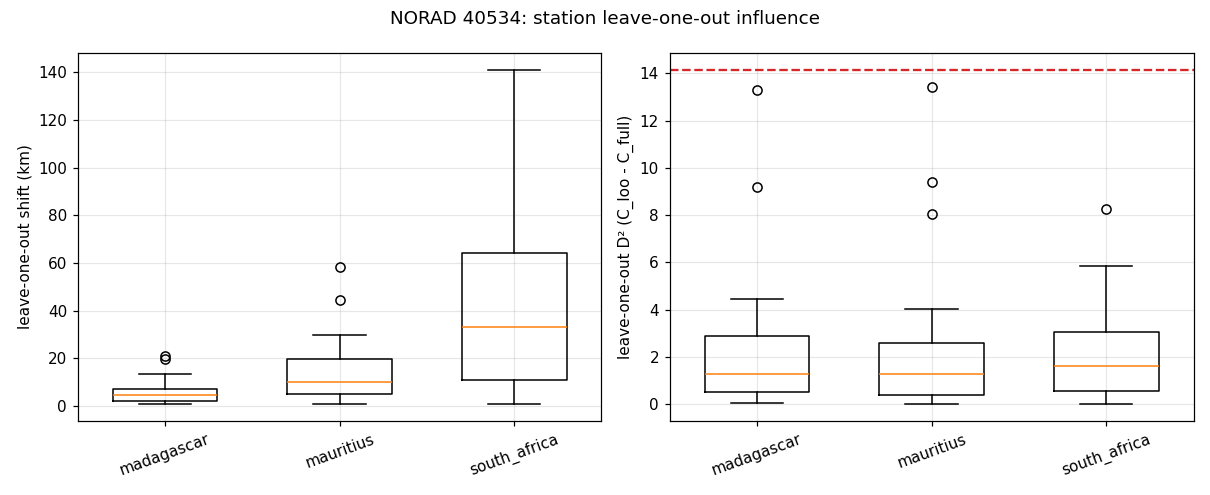 NORAD 40534: station leave-one-out influence
leave-one-out shift (km)
140
120
100
80
60
40
20
0
madagascar
mauritius
south_africa
leave-one-out D² (C_loo - C_full)
14
12
10
8
6
4
2
0
madagascar
mauritius
south_africa